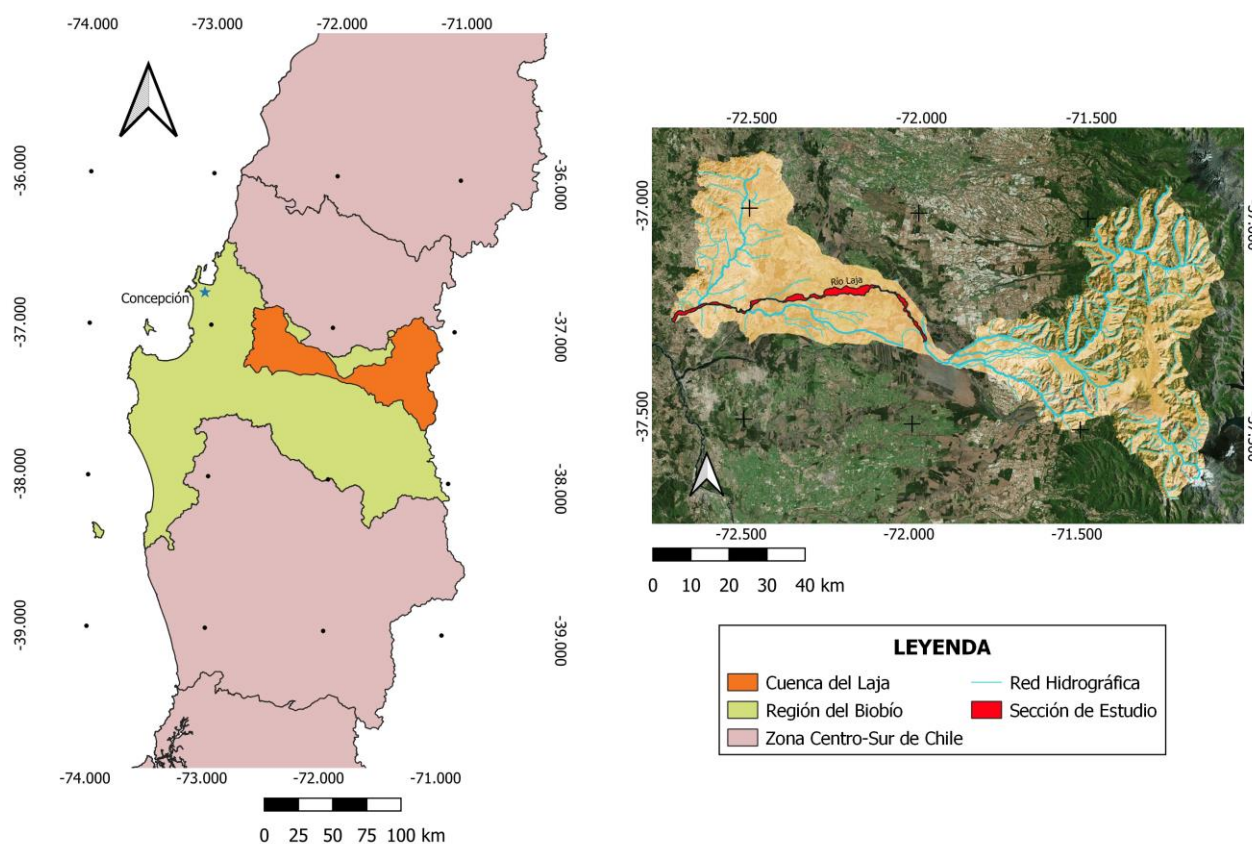 -74.000 -73.000 -72.000 -71.000
-36.000
-37.000
-38.000
-39.000
-36.000
-37.000
-38.000
-39.000
Concepción
-74.000 -73.000 -72.000 -71.000
0 25 50 75 100 km
-72.500 -72.000 -71.500
-37.000
-37.500
Río Laja
-72.500 -72.000 -71.500
0 10 20 30 40 km
LEYENDA
Cuenca del Laja
Red Hidrográfica
Región del Biobío
Sección de Estudio
Zona Centro-Sur de Chile